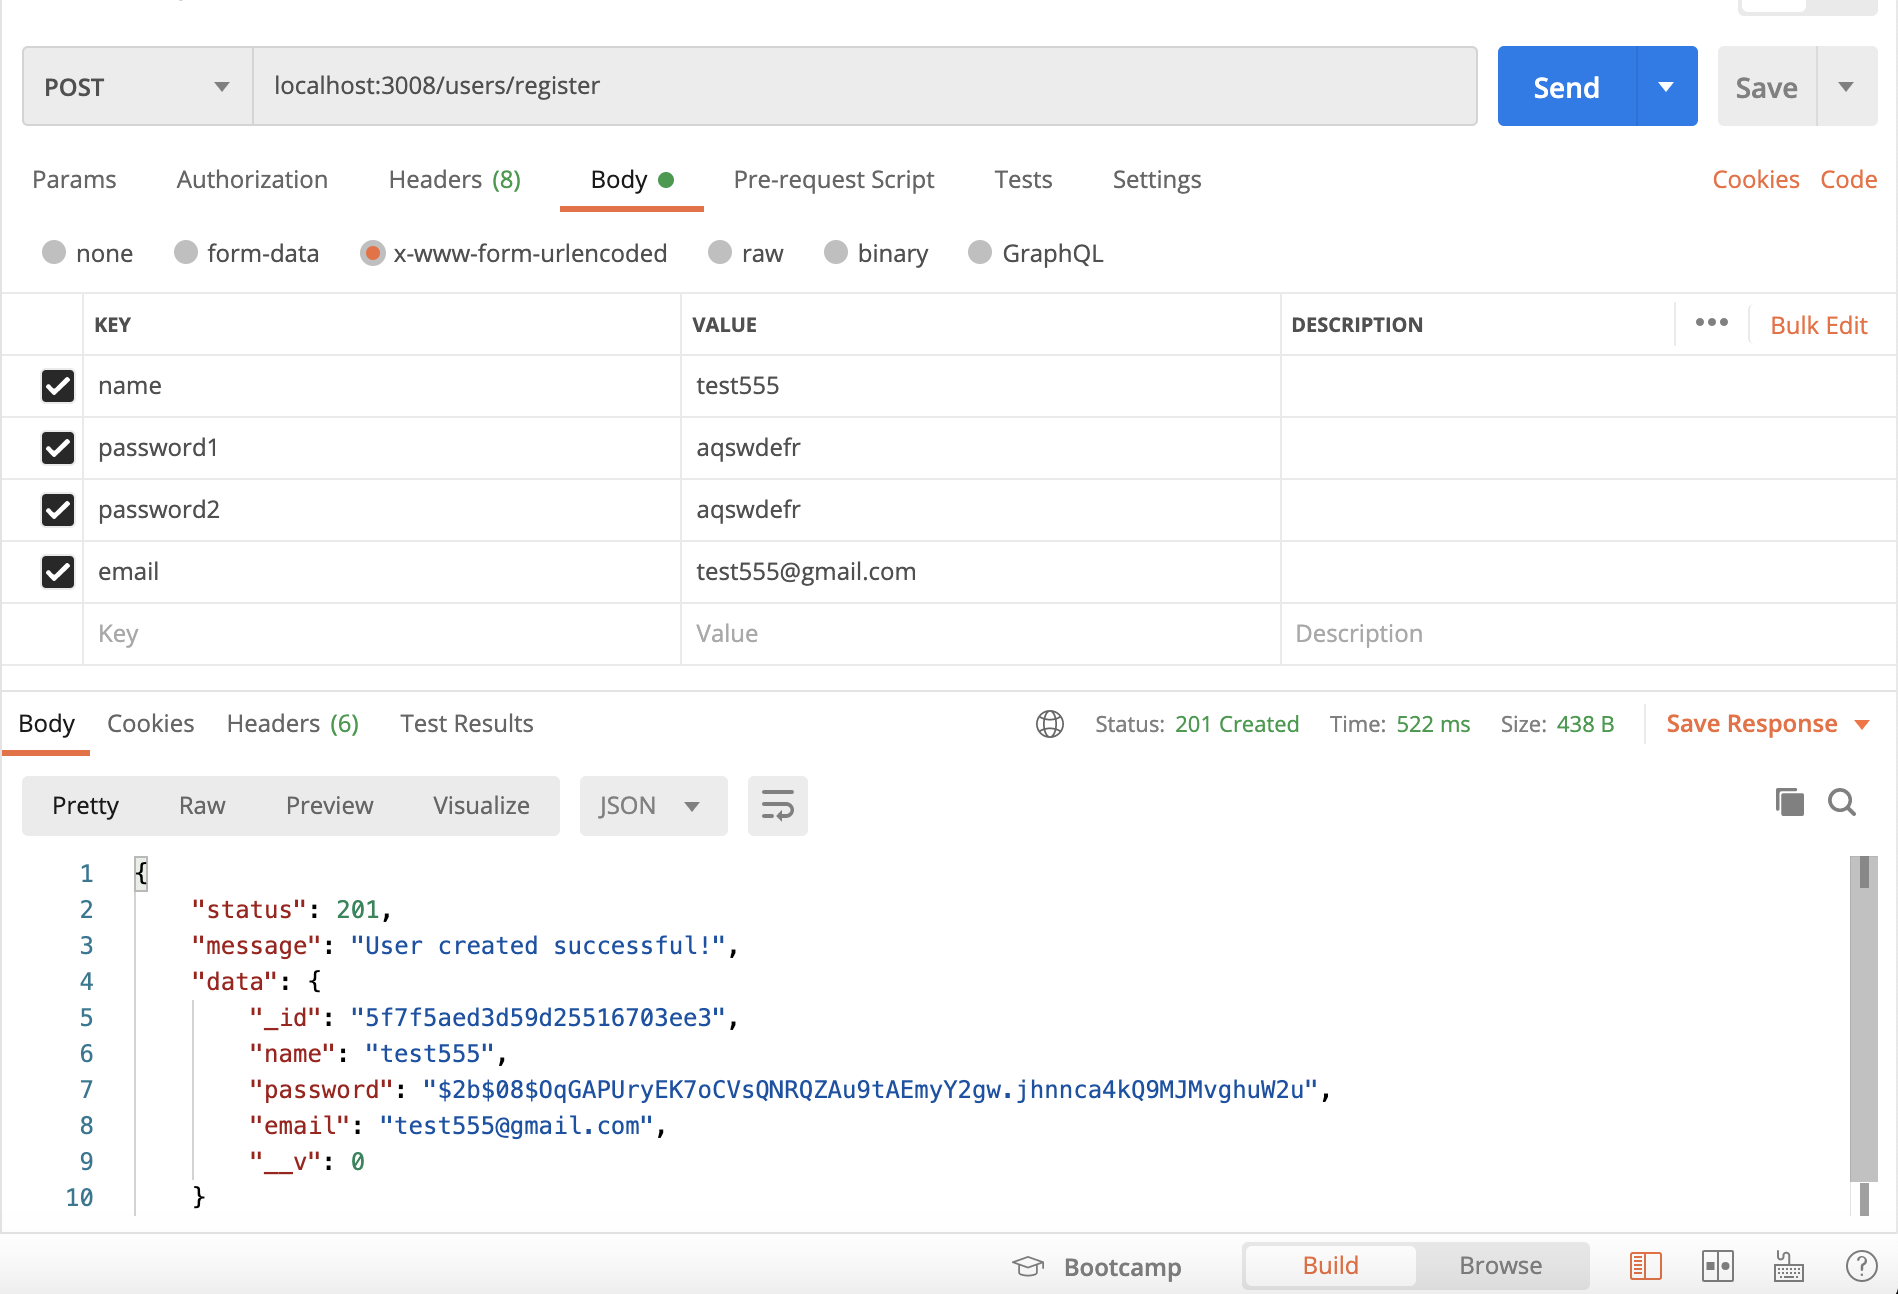 POST localhost:3008/users/register Send Save
Params Authorization Headers (8) Body Pre-request Script Tests Settings Cookies Code
none form-data x-www-form-urlencoded raw binary GraphQL
KEY VALUE DESCRIPTION ••• Bulk Edit
name test555
password1 aqswdefr
password2 aqswdefr
email test555@gmail.com
Key Value Description
Body Cookies Headers (6) Test Results Status: 201 Created Time: 522 ms Size: 438 B Save Response
Pretty Raw Preview Visualize JSON
1 {
2 "status": 201,
3 "message": "User created successful!",
4 "data": {
5 "_id": "5f7f5aed3d59d25516703ee3",
6 "name": "test555",
7 "password": "$2b$08$OqGAPUryEK7oCVsQNRQZAu9tAEmyY2gw.jhnnca4kQ9MJMvghuW2u",
8 "email": "test555@gmail.com",
9 "__v": 0
10 }
Bootcamp Build Browse ?